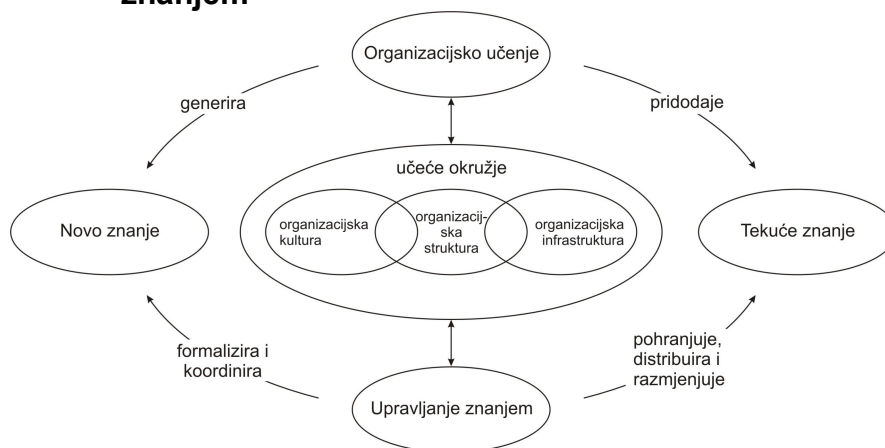 znanjem
Organizacijsko učenje
generira
pridodaje
učeće okružje
organizacijska
kultura
organizacij-
ska
struktura
organizacijska
infrastruktura
Novo znanje
Tekuće znanje
formalizira i
koordinira
pohranjuje,
distribuira i
razmjenjuje
Upravljanje znanjem